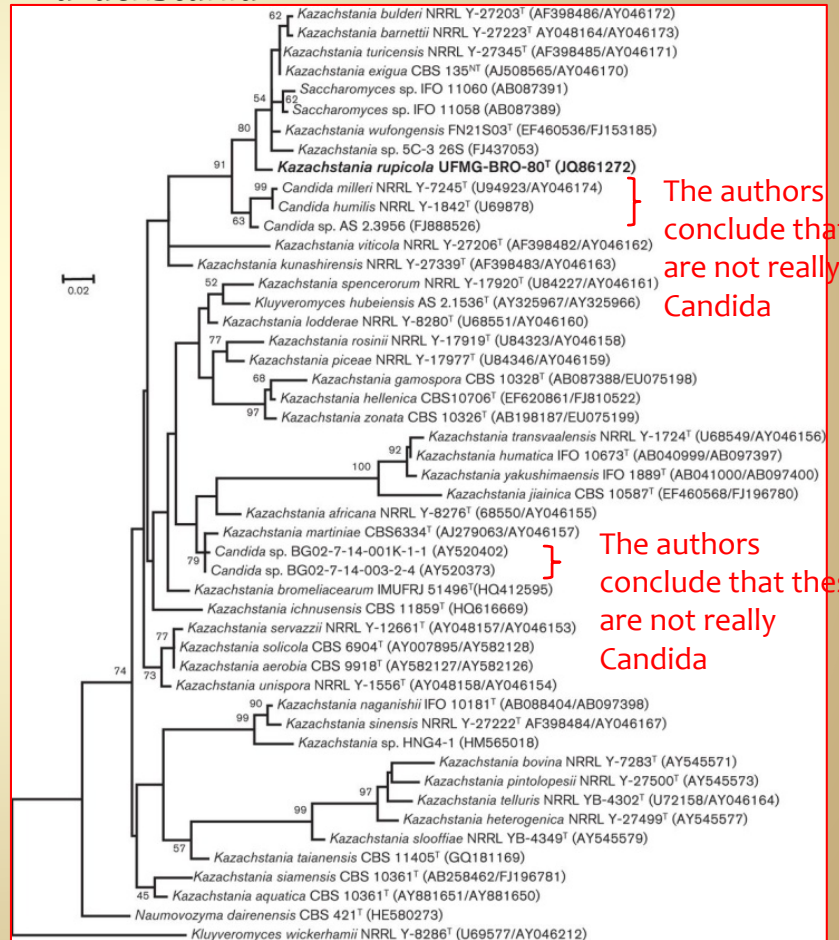 62
Kazachstania bulderi NRRL Y-27203ᵀ (AF398486/AY046172)
Kazachstania barnettii NRRL Y-27223ᵀ AY048164/AY046173)
Kazachstania turicensis NRRL Y-27345ᵀ (AF398485/AY046171)
Kazachstania exigua CBS 135ᴺᵀ (AJ508565/AY046170)
Saccharomyces sp. IFO 11060 (AB087391)
54
62
Saccharomyces sp. IFO 11058 (AB087389)
80
Kazachstania wufongensis FN21S03ᵀ (EF460536/FJ153185)
Kazachstania sp. 5C-3 26S (FJ437053)
91
Kazachstania rupicola UFMG-BRO-80ᵀ (JQ861272)
99
Candida milleri NRRL Y-7245ᵀ (U94923/AY046174)
Candida humilis NRRL Y-1842ᵀ (U69878)
63
Candida sp. AS 2.3956 (FJ888526)
The authors
conclude that
are not really
Candida
Kazachstania viticola NRRL Y-27206ᵀ (AF398482/AY046162)
Kazachstania kunashirensis NRRL Y-27339ᵀ (AF398483/AY046163)
0.02
52
Kazachstania spencerorum NRRL Y-17920ᵀ (U84227/AY046161)
Kluyveromyces hubeiensis AS 2.1536ᵀ (AY325967/AY325966)
Kazachstania lodderae NRRL Y-8280ᵀ (U68551/AY046160)
77
Kazachstania rosinii NRRL Y-17919ᵀ (U84323/AY046158)
Kazachstania piceae NRRL Y-17977ᵀ (U84346/AY046159)
68
Kazachstania gamospora CBS 10328ᵀ (AB087388/EU075198)
Kazachstania hellenica CBS10706ᵀ (EF620861/FJ810522)
97
Kazachstania zonata CBS 10326ᵀ (AB198187/EU075199)
Kazachstania transvaalensis NRRL Y-1724ᵀ (U68549/AY046156)
92
Kazachstania humatica IFO 10673ᵀ (AB040999/AB097397)
100
Kazachstania yakushimaensis IFO 1889ᵀ (AB041000/AB097400)
Kazachstania jiainica CBS 10587ᵀ (EF460568/FJ196780)
Kazachstania africana NRRL Y-8276ᵀ (68550/AY046155)
Kazachstania martiniae CBS6334ᵀ (AJ279063/AY046157)
79
Candida sp. BG02-7-14-001K-1-1 (AY520402)
Candida sp. BG02-7-14-003-2-4 (AY520373)
The authors
conclude that
are not really
Candida
Kazachstania bromeliacearum IMUFRJ 51496ᵀ(HQ412595)
Kazachstania ichnusensis CBS 11859ᵀ (HQ616669)
77
Kazachstania servazzii NRRL Y-12661ᵀ (AY048157/AY046153)
Kazachstania solicola CBS 6904ᵀ (AY007895/AY582128)
74
73
Kazachstania aerobia CBS 9918ᵀ (AY582127/AY582126)
Kazachstania unispora NRRL Y-1556ᵀ (AY048158/AY046154)
90
Kazachstania naganishii IFO 10181ᵀ (AB088404/AB097398)
99
Kazachstania sinensis NRRL Y-27222ᵀ AF398484/AY046167)
Kazachstania sp. HNG4-1 (HM565018)
Kazachstania bovina NRRL Y-7283ᵀ (AY545571)
Kazachstania pintolopesii NRRL Y-27500ᵀ (AY545573)
97
Kazachstania telluris NRRL YB-4302ᵀ (U72158/AY046164)
99
Kazachstania heterogenica NRRL Y-27499ᵀ (AY545577)
Kazachstania slooffiae NRRL YB-4349ᵀ (AY545579)
57
Kazachstania taianensis CBS 11405ᵀ (GQ181169)
Kazachstania siamensis CBS 10361ᵀ (AB258462/FJ196781)
45
Kazachstania aquatica CBS 10361ᵀ (AY881651/AY881650)
Naumovozyma dairenensis CBS 421ᵀ (HE580273)
Kluyveromyces wickerhamii NRRL Y-8286ᵀ (U69577/AY046212)